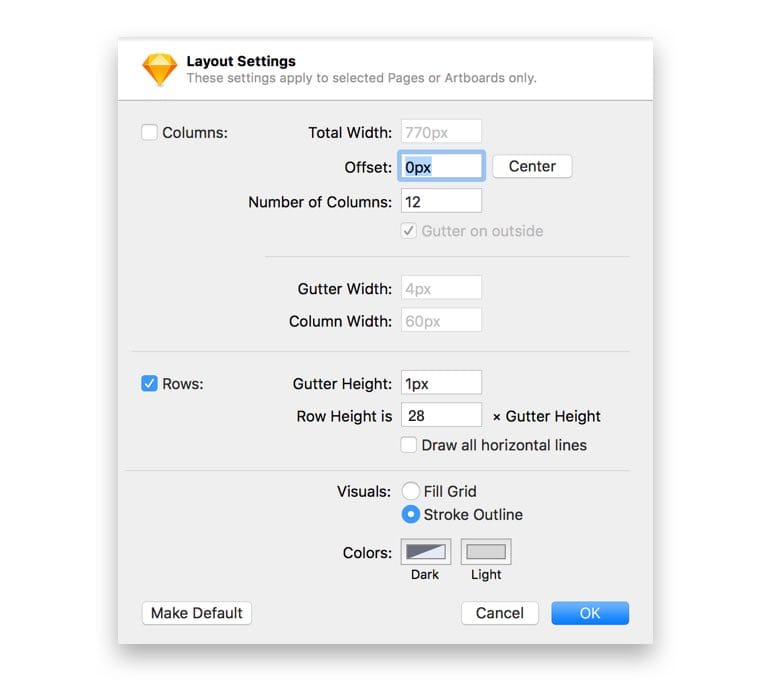 Layout Settings
These settings apply to selected Pages or Artboards only.
Columns: Total Width: 770px
Offset: 0px Center
Number of Columns: 12
Gutter on outside
Gutter Width: 4px
Column Width: 60px
Rows: Gutter Height: 1px
Row Height is 28 × Gutter Height
Draw all horizontal lines
Visuals: Fill Grid
Stroke Outline
Colors:
Dark Light
Make Default Cancel OK